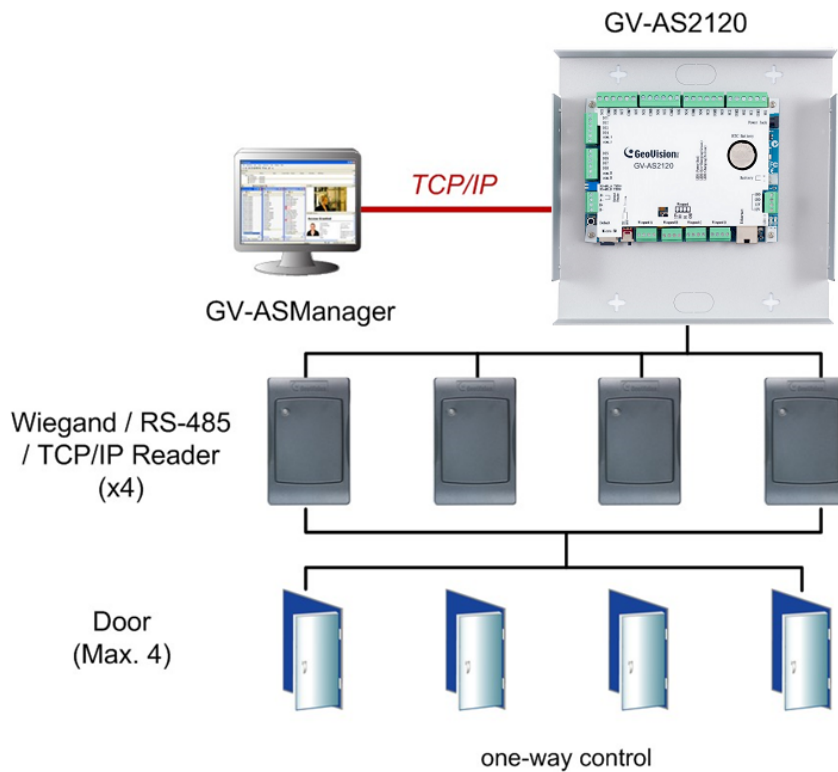 GV-AS2120
GeoVision
GV-AS2120
TCP/IP
GV-ASManager
Wiegand / RS-485
/ TCP/IP Reader
(x4)
Door
(Max. 4)
one-way control